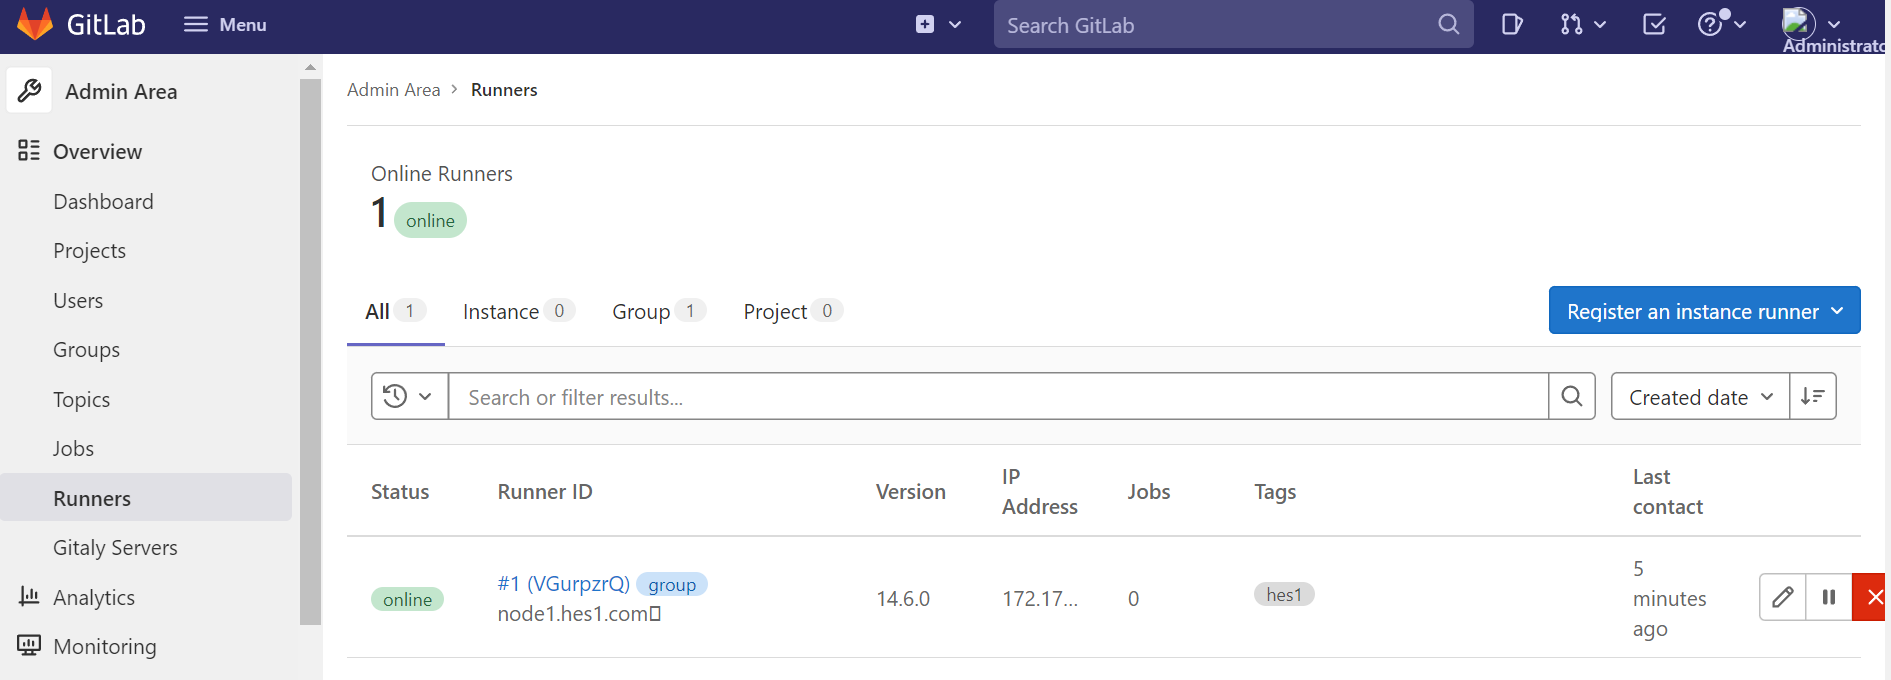 GitLab
Menu
Search GitLab
Administrato
Admin Area
Overview
Dashboard
Projects
Users
Groups
Topics
Jobs
Runners
Gitaly Servers
Analytics
Monitoring
Admin Area > Runners
Online Runners
1 online
All 1 Instance 0 Group 1 Project 0
Register an instance runner
Search or filter results...
Created date
Status Runner ID Version IP Address Jobs Tags Last contact
online #1 (VGurpzrQ) group 14.6.0 172.17... 0 hes1 5 minutes ago
node1.hes1.com